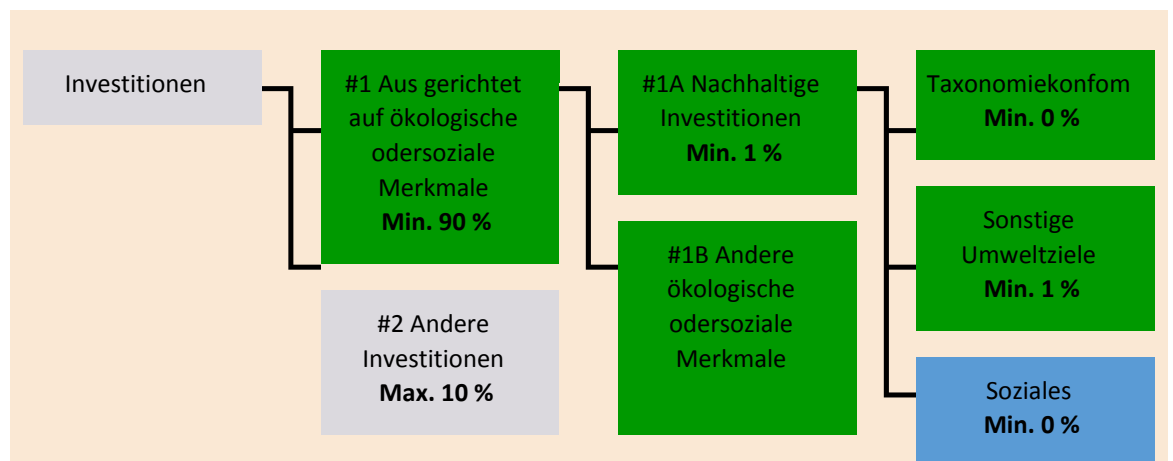 Investitionen
#1 Aus gerichtet
auf ökologische
odersoziale
Merkmale
Min. 90 %
#2 Andere
Investitionen
Max. 10 %
#1A Nachhaltige
Investitionen
Min. 1 %
#1B Andere
ökologische
odersoziale
Merkmale
Taxonomiekonfom
Min. 0 %
Sonstige
Umweltziele
Min. 1 %
Soziales
Min. 0 %